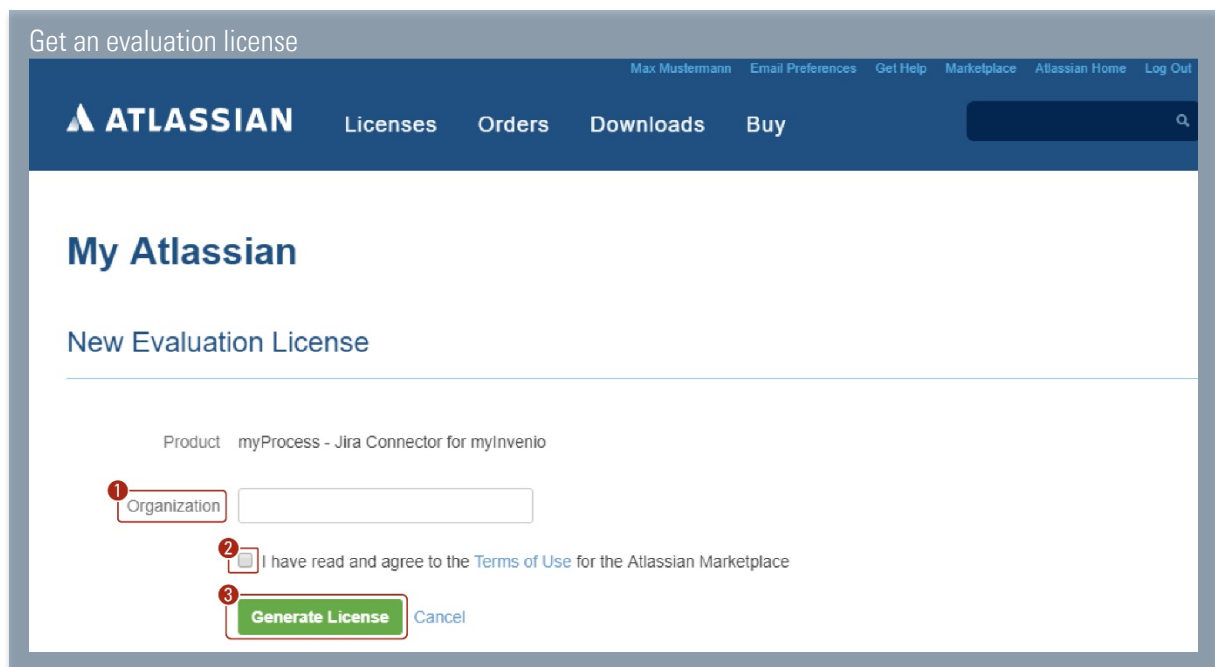 Get an evaluation license
Max Mustermann Email Preferences Get Help Marketplace Atlassian Home Log Out
ATLASSIAN Licenses Orders Downloads Buy
My Atlassian
New Evaluation License
Product myProcess - Jira Connector for myInvenio
1
Organization
2
I have read and agree to the Terms of Use for the Atlassian Marketplace
3
Generate License Cancel